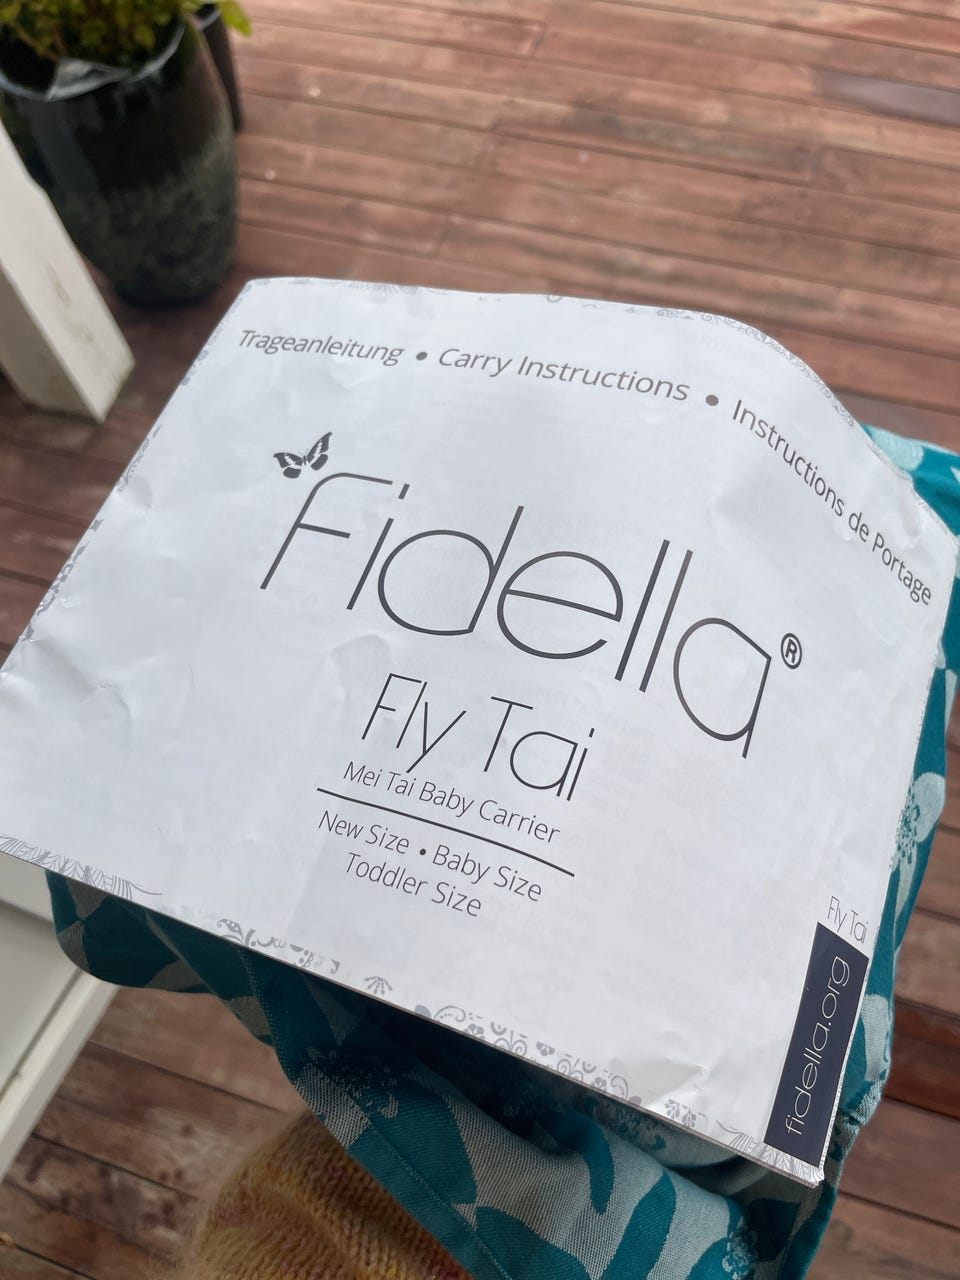 Trageanleitung • Carry Instructions • Instructions de Portage
Fidella®
Fly Tai
Mei Tai Baby Carrier
New Size • Baby Size
Toddler Size
Fly Tai
fidella.org